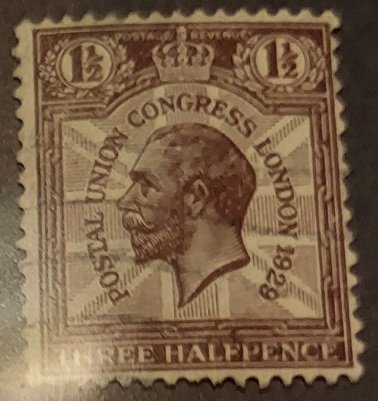 POSTAGE REVENUE
1½ 1½
POSTAL UNION CONGRESS LONDON 1929
THREE HALFPENCE